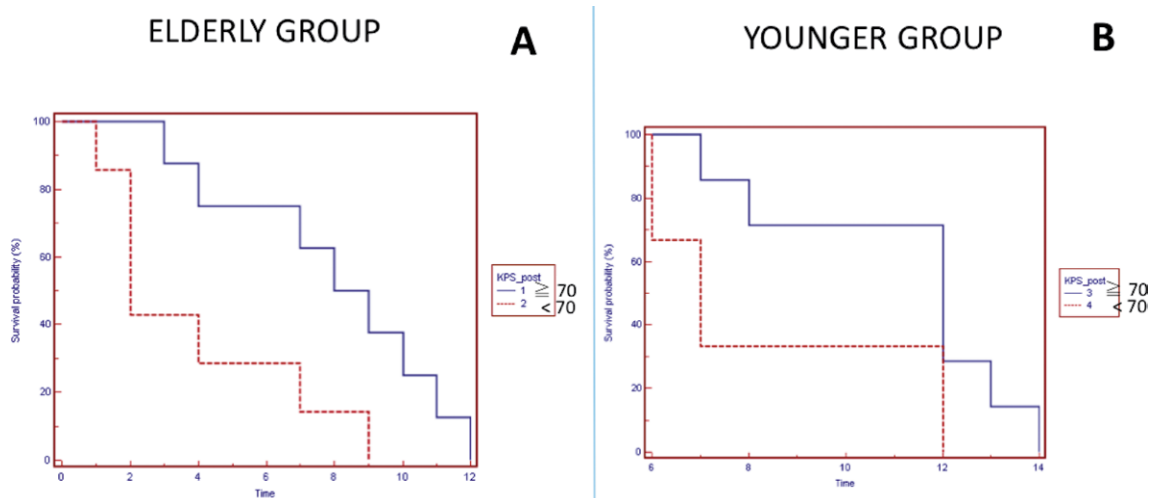 ELDERLY GROUP
A
100
80
60
40
20
0
Survival probability (%)
0 2 4 6 8 10 12
Time
KPS_post
1 ≧ 70
2 < 70
YOUNGER GROUP
B
100
80
60
40
20
0
Survival probability (%)
6 8 10 12 14
Time
KPS_post
3 ≧ 70
4 < 70